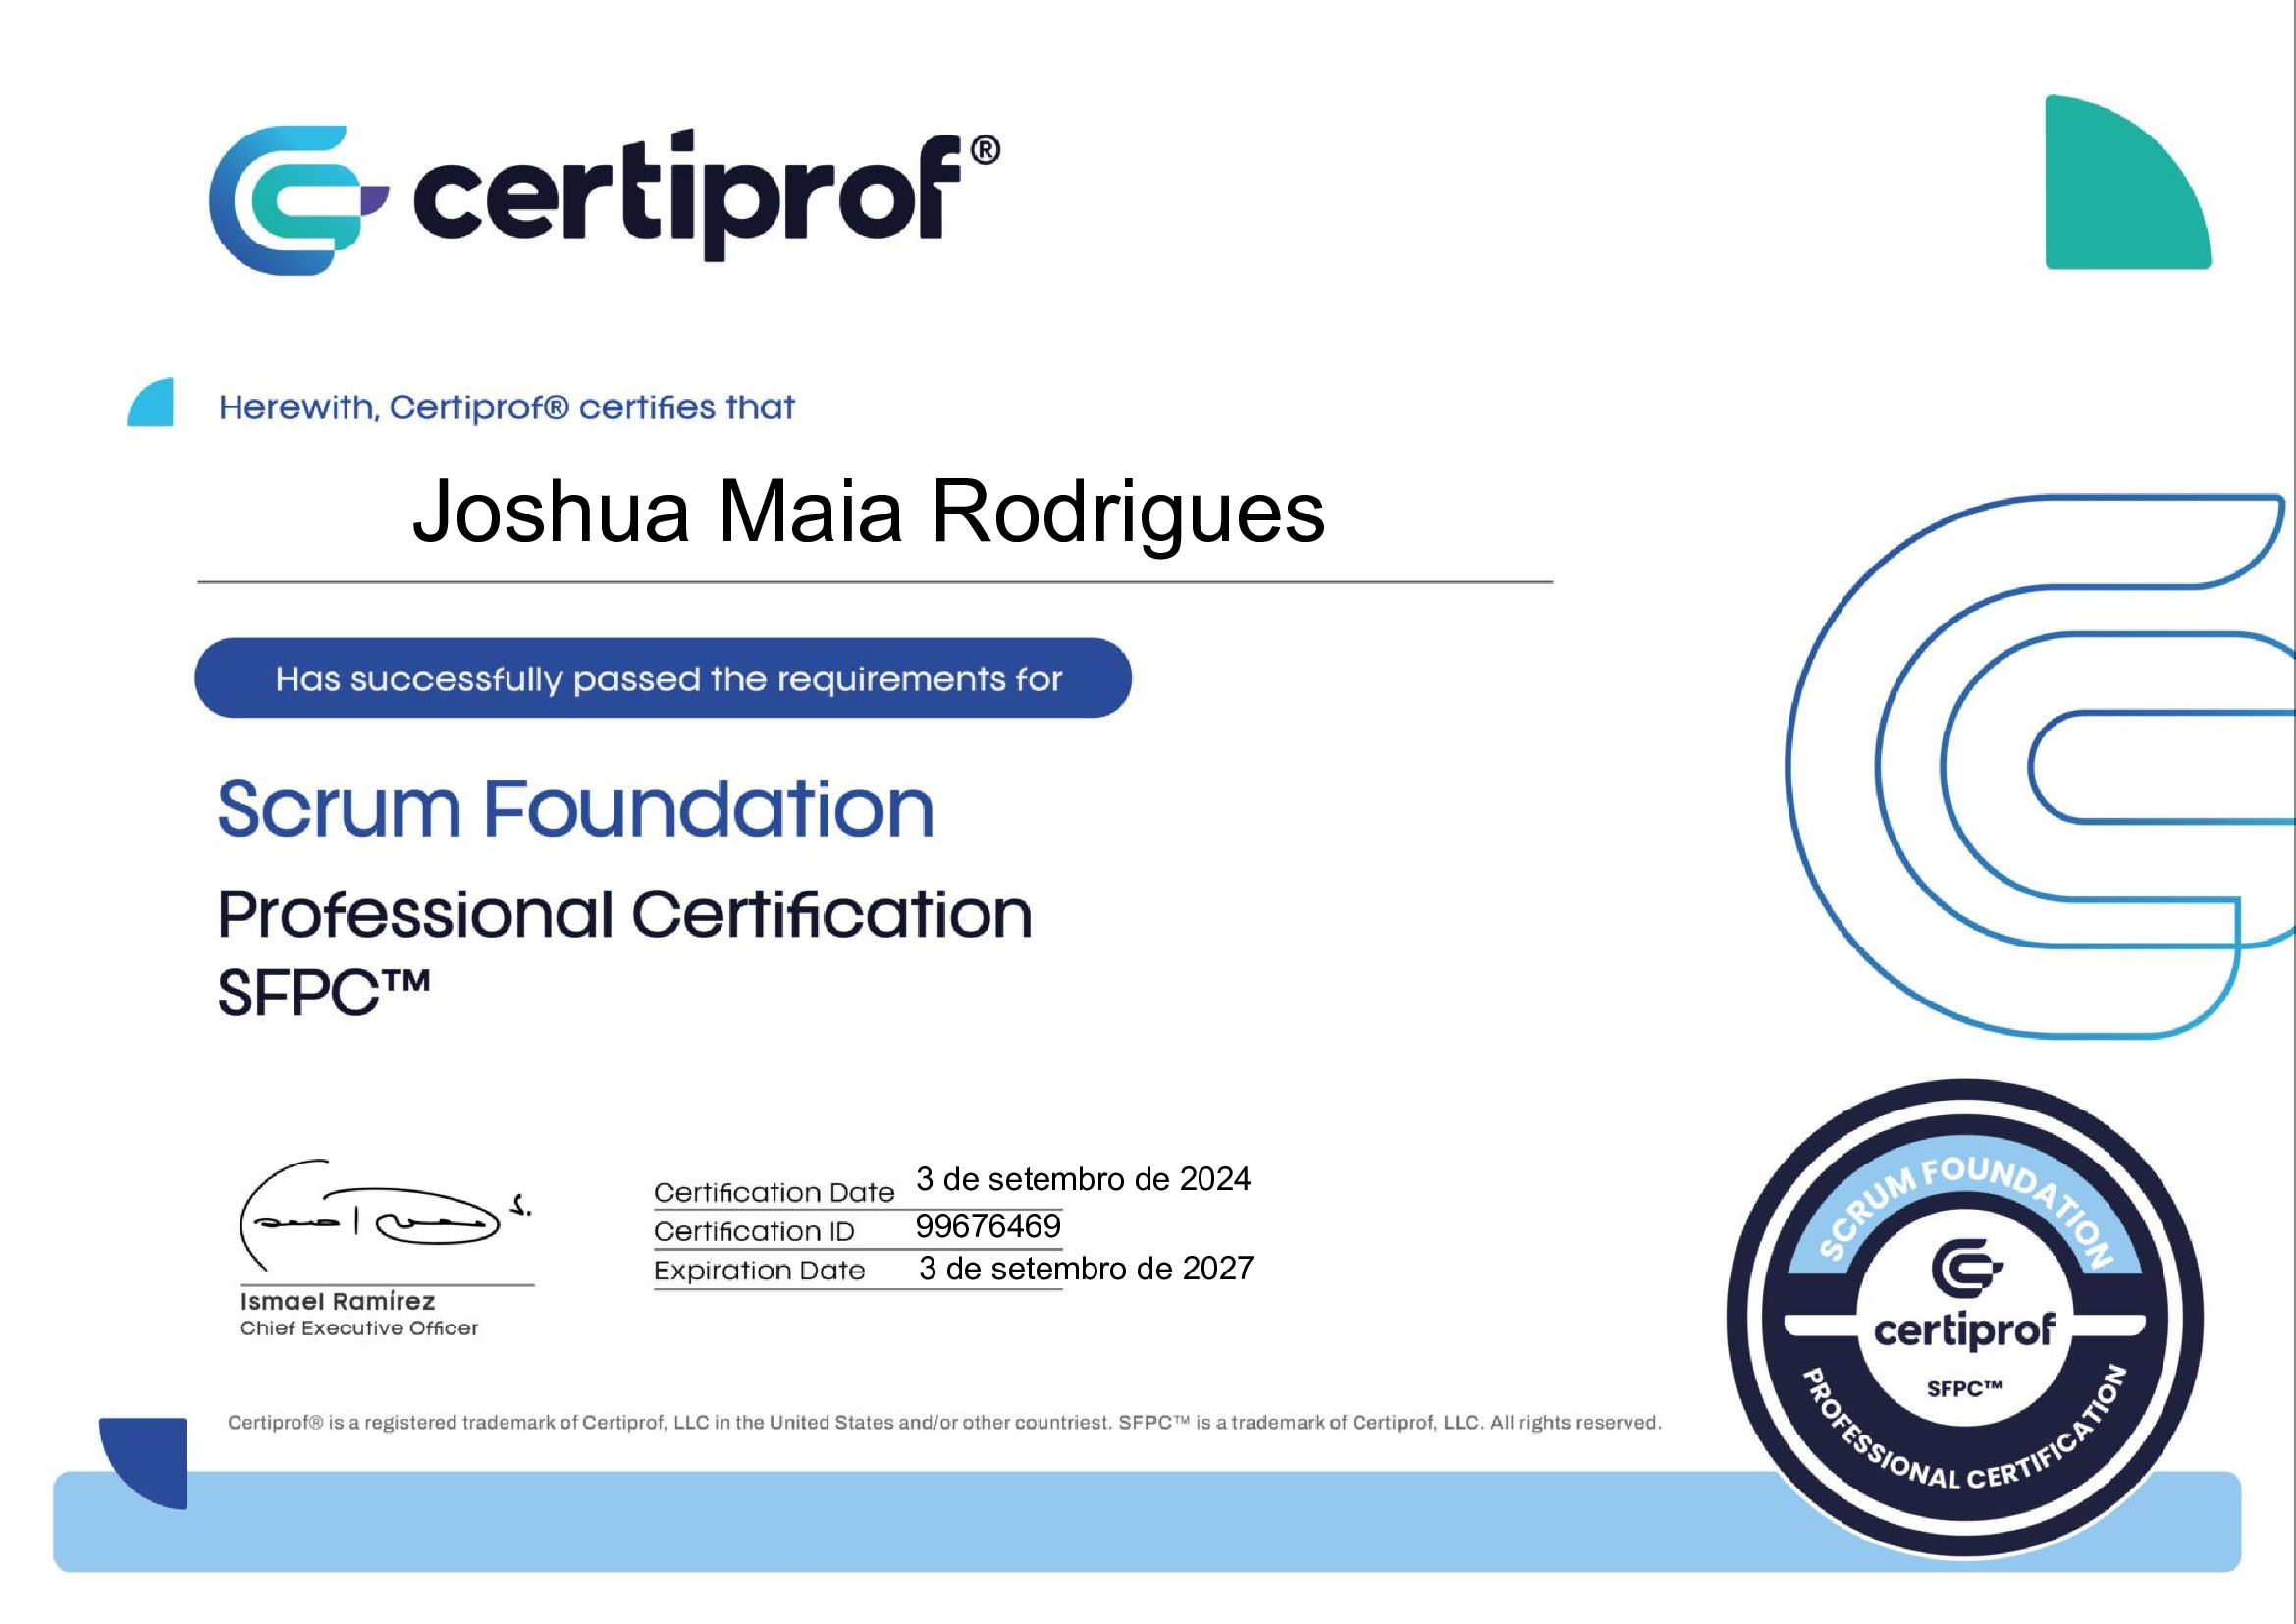 certiprof®
Herewith, Certiprof® certifies that
Joshua Maia Rodrigues
Has successfully passed the requirements for
Scrum Foundation
Professional Certification
SFPC™
Certification Date 3 de setembro de 2024
Certification ID 99676469
Expiration Date 3 de setembro de 2027
Ismael Ramírez
Chief Executive Officer
SCRUM FOUNDATION
certiprof
SFPC™
PROFESSIONAL CERTIFICATION
Certiprof® is a registered trademark of Certiprof, LLC in the United States and/or other countriest. SFPC™ is a trademark of Certiprof, LLC. All rights reserved.